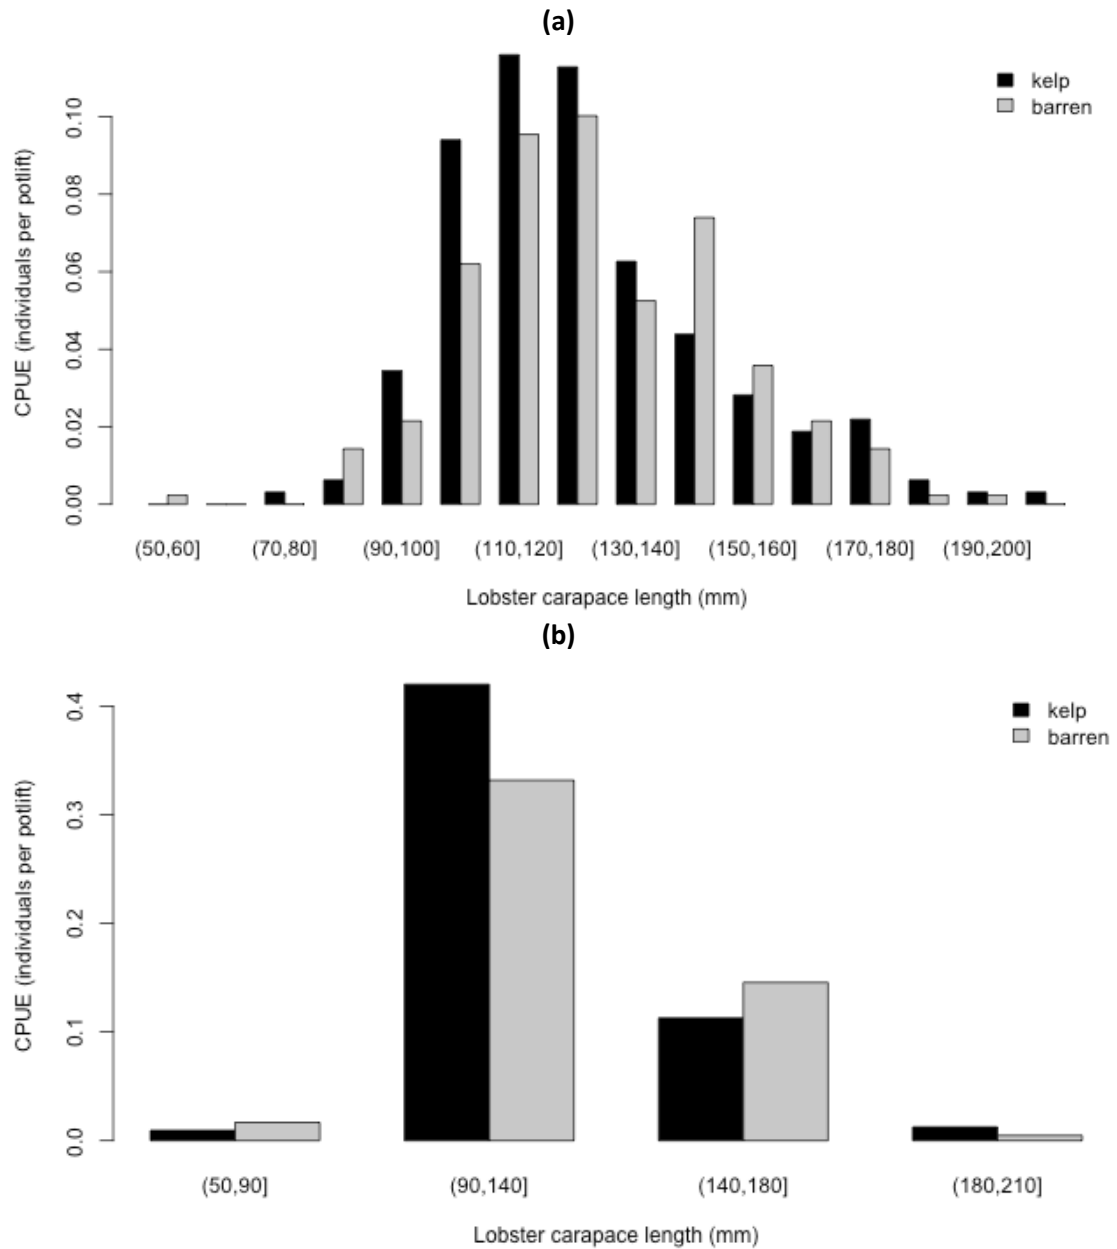 (a)
kelp
barren
CPUE (individuals per potlift)
0.10
0.08
0.06
0.04
0.02
0.00
(50,60] (70,80] (90,100] (110,120] (130,140] (150,160] (170,180] (190,200]
Lobster carapace length (mm)
(b)
kelp
barren
CPUE (individuals per potlift)
0.4
0.3
0.2
0.1
0.0
(50,90] (90,140] (140,180] (180,210]
Lobster carapace length (mm)